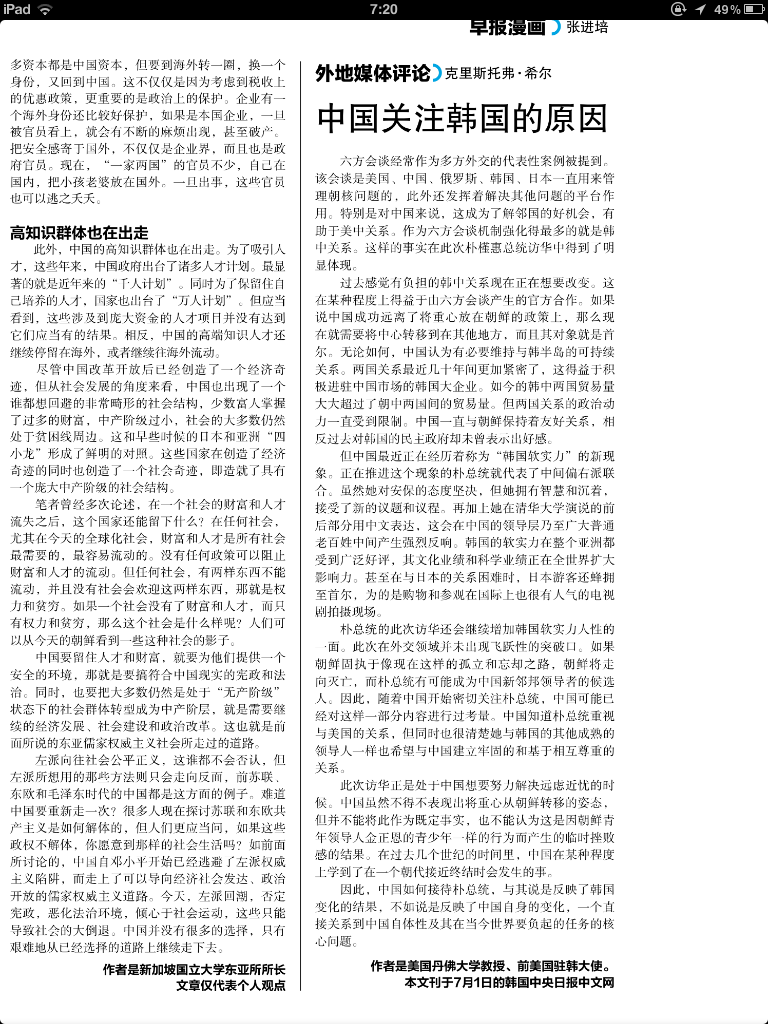 iPad
7:20
49%
早报漫画
张进培
多资本都是中国资本，但要到海外转一圈，换一个
身份，又回到中国。这不仅仅是因为考虑到税收上
的优惠政策，更重要的是政治上的保护。企业有一
个海外身份还比较好保护，如果是本国企业，一旦
被官员看上，就会有不断的麻烦出现，甚至破产。
把安全感寄于国外，不仅仅是企业界，而且也是政
府官员。现在，“一家两国”的官员不少，自己在
国内，把小孩老婆放在国外。一旦出事，这些官员
也可以逃之夭夭。
高知识群体也在出走
此外，中国的高知识群体也在出走。为了吸引人
才，这些年来，中国政府出台了诸多人才计划。最显
著的就是近年来的“千人计划”。同时为了保留住自
己培养的人才，国家也出台了“万人计划”。但应当
看到，这些涉及到庞大资金的人才项目并没有达到
它们应当有的结果。相反，中国的高端知识人才还
继续停留在海外，或者继续往海外流动。
尽管中国改革开放后已经创造了一个经济奇
迹，但从社会发展的角度来看，中国也出现了一个
谁都想回避的非常畸形的社会结构，少数富人掌握
了过多的财富，中产阶级过小，社会的大多数仍然
处于贫困线周边。这和早些时候的日本和亚洲“四
小龙”形成了鲜明的对照。这些国家在创造了经济
奇迹的同时也创造了一个社会奇迹，即造就了具有
一个庞大中产阶级的社会结构。
笔者曾经多次论述，在一个社会的财富和人才
流失之后，这个国家还能留下什么？在任何社会，
尤其在今天的全球化社会，财富和人才是所有社会
最需要的，最容易流动的。没有任何政策可以阻止
财富和人才的流动。但任何社会，有两样东西不能
流动，并且没有社会会欢迎这两样东西，那就是权
力和贫穷。如果一个社会没有了财富和人才，而只
有权力和贫穷，那么这个社会是什么样呢？人们可
以从今天的朝鲜看到一些这种社会的影子。
中国要留住人才和财富，就要为他们提供一个
安全的环境，那就是要搞符合中国现实的宪政和法
治。同时，也要把大多数仍然是处于“无产阶级”
状态下的社会群体转型成为中产阶层，就是需要继
续的经济发展、社会建设和政治改革。这也就是前
面所说的东亚儒家权威主义社会所走过的道路。
左派向往社会公平正义，这谁都不会否认，但
左派所想用的那些方法则只会走向反面，前苏联、
东欧和毛泽东时代的中国都是这方面的例子。难道
中国要重新走一次？很多人现在探讨苏联和东欧共
产主义是如何解体的，但人们更应当问，如果这些
政权不解体，你愿意到那样的社会生活吗？如前面
所讨论的，中国自邓小平开始已经逃避了左派权威
主义陷阱，而走上了可以导向经济社会发达、政治
开放的儒家权威主义道路。今天，左派回潮，否定
宪政，恶化法治环境，倾心于社会运动，这些只能
导致社会的大倒退。中国并没有很多的选择，只有
艰难地从已经选择的道路上继续走下去。
作者是新加坡国立大学东亚所所长
文章仅代表个人观点
外地媒体评论
克里斯托弗·希尔
中国关注韩国的原因
六方会谈经常作为多方外交的代表性案例被提到。
该会谈是美国、中国、俄罗斯、韩国、日本一直用来管
理朝核问题的，此外还发挥着解决其他问题的平台作
用。特别是对中国来说，这成为了解邻国的好机会，有
助于美中关系。作为六方会谈机制强化得最多的就是韩
中关系。这样的事实在此次朴槿惠总统访华中得到了明
显体现。
过去感觉有负担的韩中关系现在正在想要改变。这
在某种程度上得益于由六方会谈产生的官方合作。如果
说中国成功远离了将重心放在朝鲜的政策上，那么现
在就需要将中心转移到在其他地方，而且其对象就是首
尔。无论如何，中国认为有必要维持与韩半岛的可持续
关系。两国关系最近几十年间更加紧密了，这得益于积
极进驻中国市场的韩国大企业。如今的韩中两国贸易量
大大超过了朝中两国间的贸易量。但两国关系的政治动
力一直受到限制。中国一直与朝鲜保持着友好关系，相
反过去对韩国的民主政府却未曾表示出好感。
但中国最近正在经历着称为“韩国软实力”的新现
象。正在推进这个现象的朴总统就代表了中间偏右派联
合。虽然她对安保的态度坚决，但她拥有智慧和沉着，
接受了新的议题和议程。再加上她在清华大学演说的前
后部分用中文表达，这会在中国的领导层乃至广大普通
老百姓中间产生强烈反响。韩国的软实力在整个亚洲都
受到广泛好评，其文化业绩和科学业绩正在全世界扩大
影响力。甚至在与日本的关系困难时，日本游客还蜂拥
至首尔，为的是购物和参观在国际上也很有人气的电视
剧拍摄现场。
朴总统的此次访华还会继续增加韩国软实力人性的
一面。此次在外交领域并未出现飞跃性的突破口。如果
朝鲜固执于像现在这样的孤立和忘却之路，朝鲜将走
向灭亡，而朴总统有可能成为中国新邻邦领导者的候选
人。因此，随着中国开始密切关注朴总统，中国可能已
经对这样一部分内容进行过考量。中国知道朴总统重视
与美国的关系，但同时也很清楚她与韩国的其他成熟的
领导人一样也希望与中国建立牢固的和基于相互尊重的
关系。
此次访华正是处于中国想要努力解决远虑近忧的时
候。中国虽然不得不表现出将重心从朝鲜转移的姿态，
但并不能将此作为既定事实，也不能认为这是因朝鲜青
年领导人金正恩的青少年一样的行为而产生的临时挫败
感的结果。在过去几个世纪的时间里，中国在某种程度
上学到了在一个朝代接近终结时会发生的事。
因此，中国如何接待朴总统，与其说是反映了韩国
变化的结果，不如说是反映了中国自身的变化，一个直
接关系到中国自体性及其在当今世界要负起的任务的核
心问题。
作者是美国丹佛大学教授、前美国驻韩大使。
本文刊于7月1日的韩国中央日报中文网